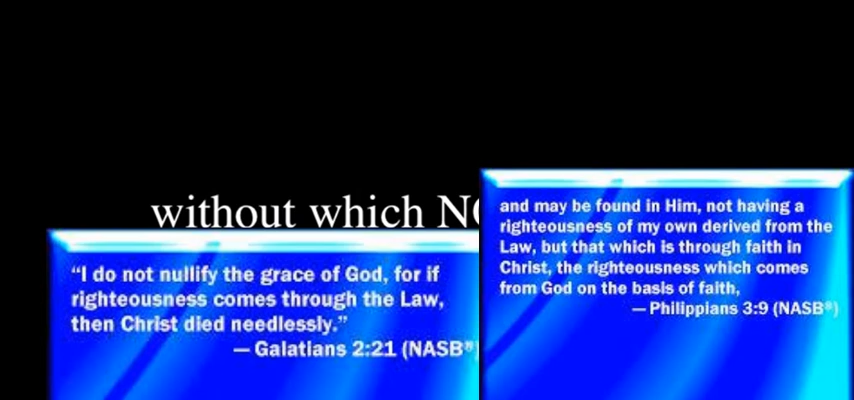 without which
“I do not nullify the grace of God, for if
righteousness comes through the Law,
then Christ died needlessly.”
— Galatians 2:21 (NASB®)
and may be found in Him, not having a
righteousness of my own derived from the
Law, but that which is through faith in
Christ, the righteousness which comes
from God on the basis of faith,
— Philippians 3:9 (NASB®)